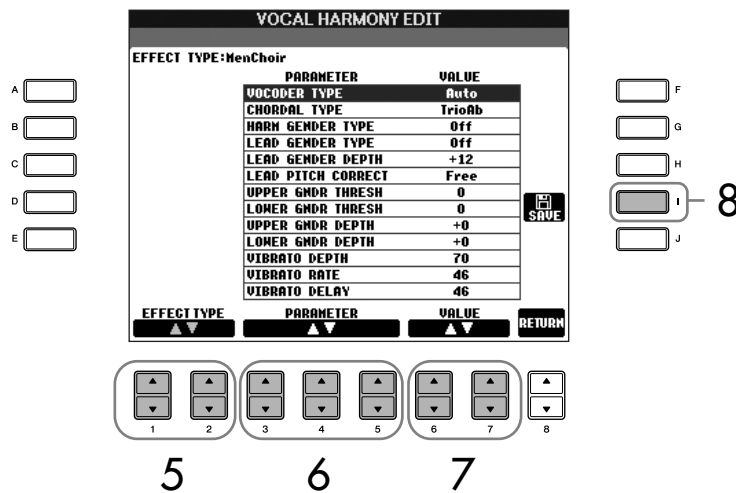 VOCAL HARMONY EDIT
EFFECT TYPE:MenChoir
PARAMETER VALUE
VOCODER TYPE Auto
CHORDAL TYPE TrioAb
HARM GENDER TYPE Off
LEAD GENDER TYPE Off
LEAD GENDER DEPTH +12
LEAD PITCH CORRECT Free
UPPER GNDR THRESH 0
LOWER GNDR THRESH 0
UPPER GNDR DEPTH +0
LOWER GNDR DEPTH +0
VIBRATO DEPTH 70
VIBRATO RATE 46
VIBRATO DELAY 46
SAVE
EFFECT TYPE PARAMETER VALUE RETURN
A
B
C
D
E
F
G
H
I
J
8
1 2 3 4 5 6 7 8
5 6 7